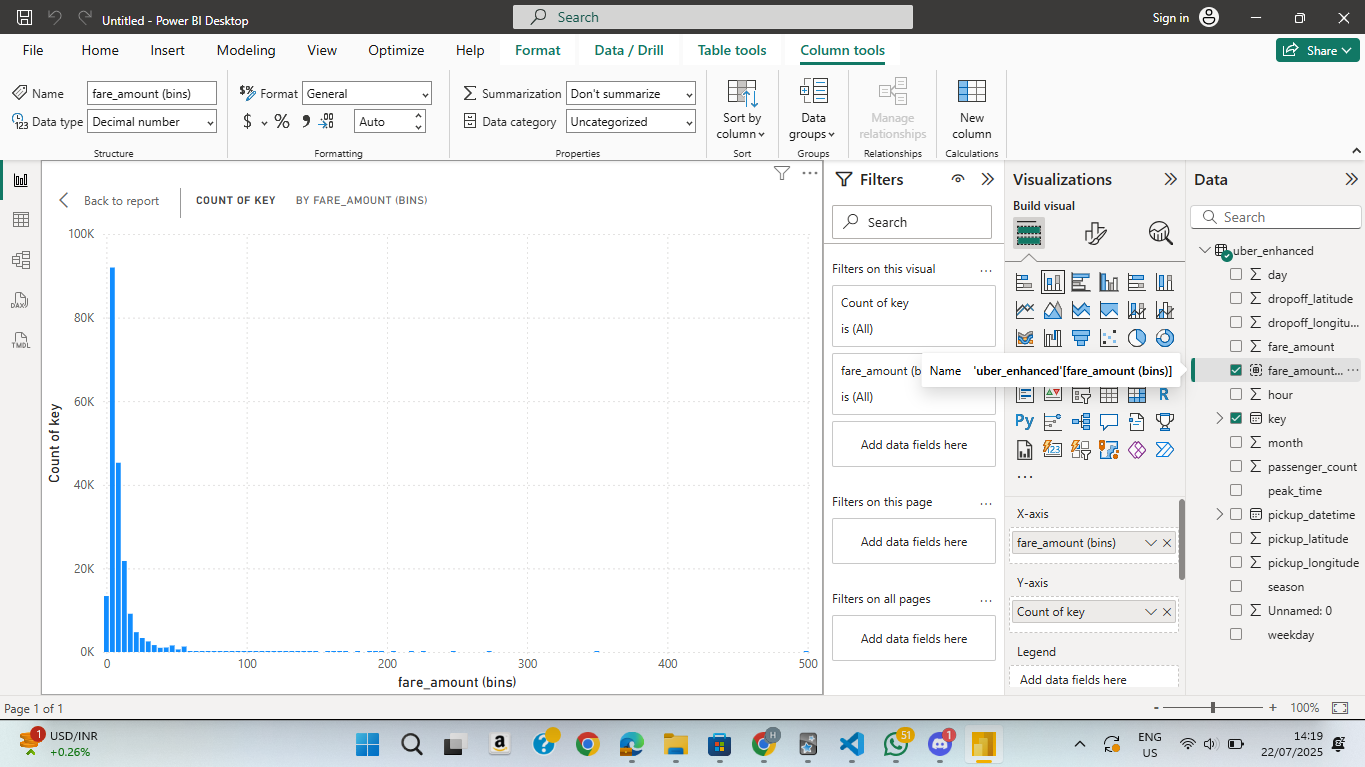 Untitled - Power BI Desktop
Search
Sign in
File
Home
Insert
Modeling
View
Optimize
Help
Format
Data / Drill
Table tools
Column tools
Share
Name
fare_amount (bins)
Data type
Decimal number
Structure
Format
General
$
%
Auto
Formatting
Summarization
Don't summarize
Data category
Uncategorized
Properties
Sort by
column
Sort
Data
groups
Groups
Manage
relationships
Relationships
New
column
Calculations
DAX
TMDL
Back to report
COUNT OF KEY
BY FARE_AMOUNT (BINS)
100K
80K
60K
40K
20K
0K
Count of key
0
100
200
300
400
500
fare_amount (bins)
Filters
Search
Filters on this visual
...
Count of key
is (All)
fare_amount (b
is (All)
Add data fields here
Filters on this page
...
Add data fields here
Filters on all pages
...
Add data fields here
Visualizations
Build visual
Name 'uber_enhanced'[fare_amount (bins)]
R
Py
123
...
X-axis
fare_amount (bins)
Y-axis
Count of key
Legend
Add data fields here
Data
Search
uber_enhanced
day
dropoff_latitude
dropoff_longitu...
fare_amount
fare_amount...
hour
key
month
passenger_count
peak_time
pickup_datetime
pickup_latitude
pickup_longitude
season
Unnamed: 0
weekday
Page 1 of 1
- + 100%
1
USD/INR
+0.26%
a
?
H
51
1
ENG
US
14:19
22/07/2025